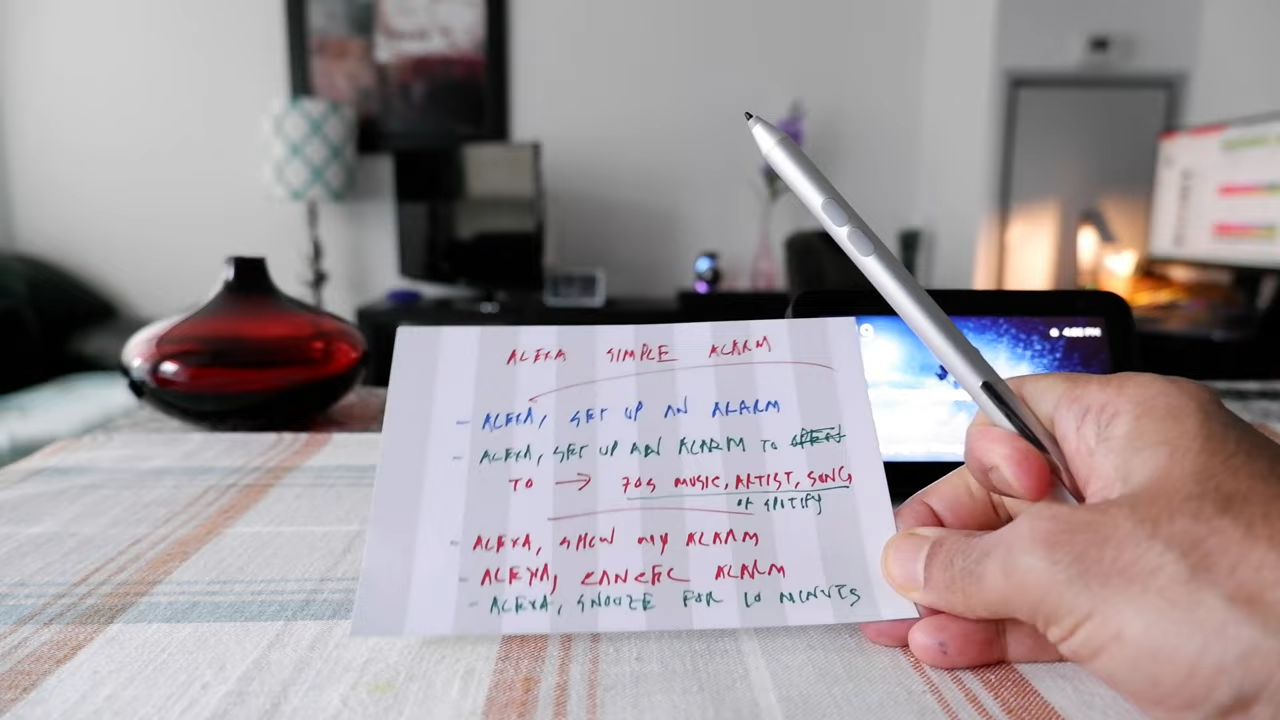 ALEXA SIMPLE ALARM
- ALEXA, SET UP AN ALARM
- ALEXA, SET UP AN ALARM TO
TO → 70s MUSIC, ARTIST, SONG
ON SPOTIFY
- ALEXA, SHOW MY ALARM
- ALEXA, CANCEL ALARM
- ALEXA, SNOOZE FOR 10 MINUTES